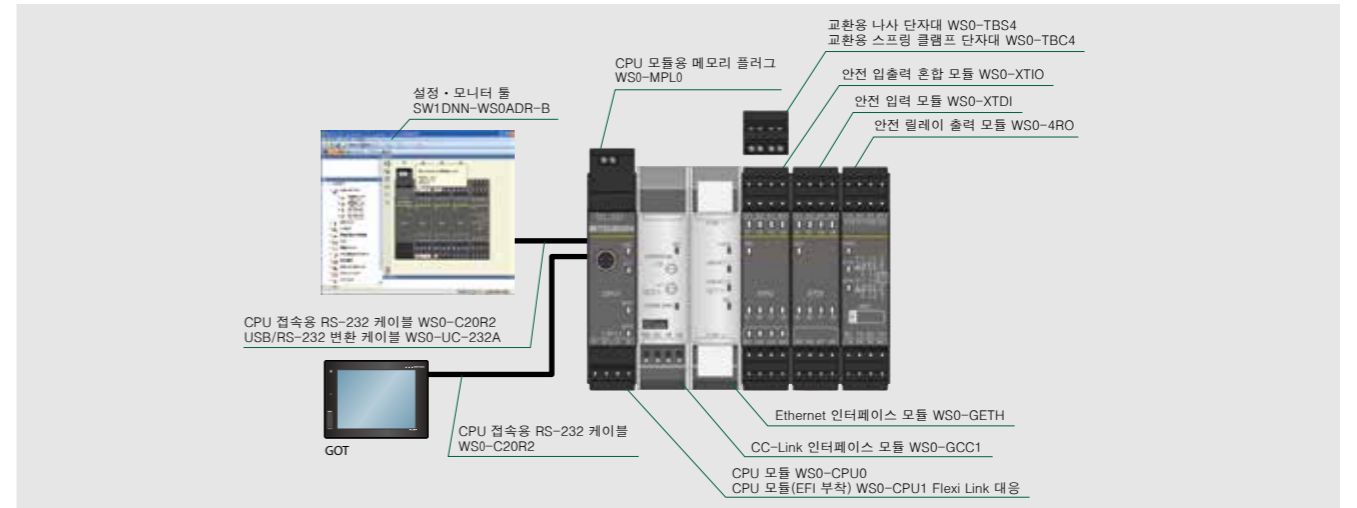 교환용 나사 단자대 WS0-TBS4
교환용 스프링 클램프 단자대 WS0-TBC4
CPU 모듈용 메모리 플러그
WS0-MPL0
안전 입출력 혼합 모듈 WS0-XTIO
설정・모니터 툴
SW1DNN-WS0ADR-B
안전 입력 모듈 WS0-XTDI
안전 릴레이 출력 모듈 WS0-4RO
CPU 접속용 RS-232 케이블 WS0-C20R2
USB/RS-232 변환 케이블 WS0-UC-232A
Ethernet 인터페이스 모듈 WS0-GETH
CPU 접속용 RS-232 케이블
WS0-C20R2
GOT
CC-Link 인터페이스 모듈 WS0-GCC1
CPU 모듈 WS0-CPU0
CPU 모듈(EFI 부착) WS0-CPU1 Flexi Link 대응